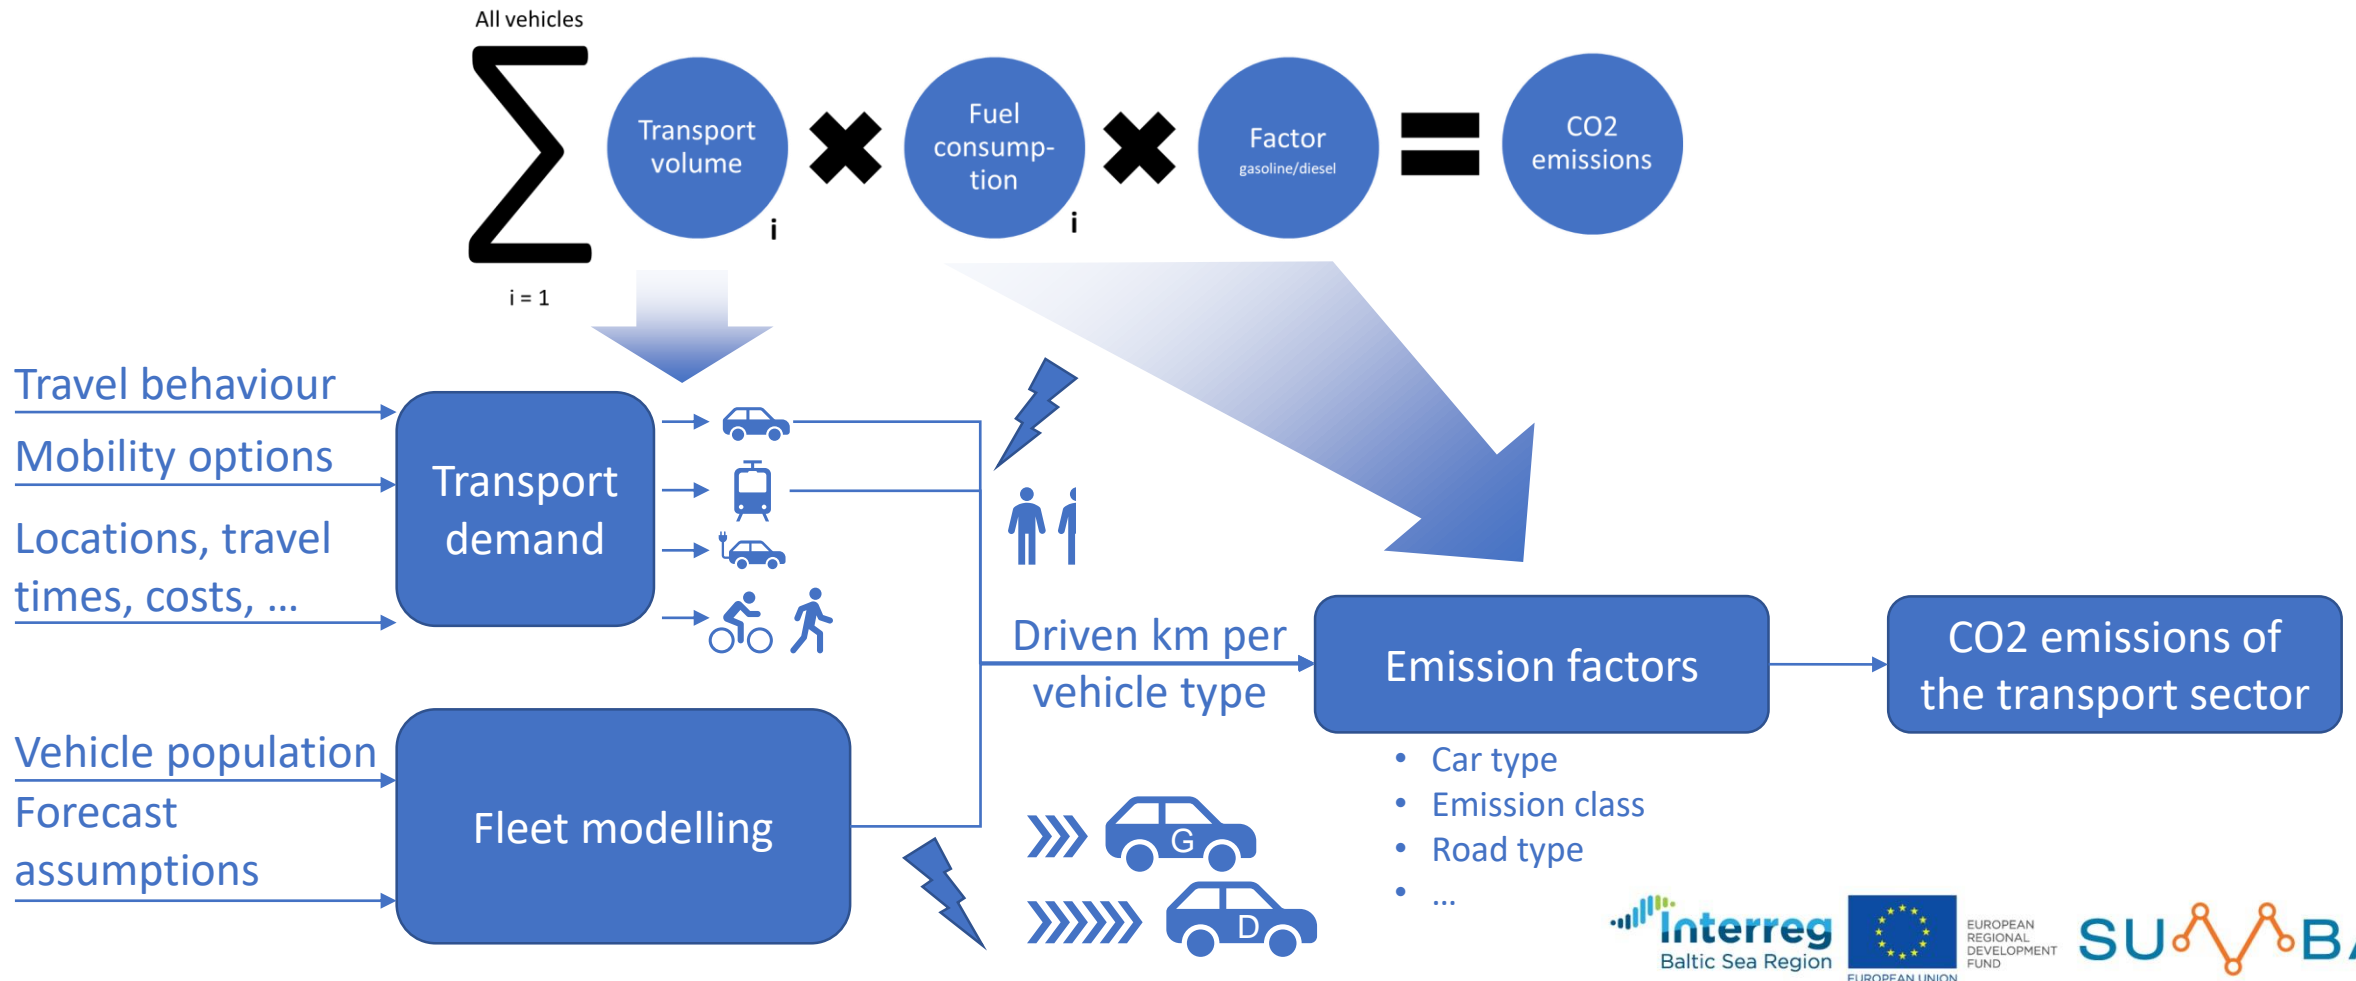 All vehicles
Transport
volume
i
Fuel
consump-
tion
i
Factor
gasoline/diesel
CO2
emissions
i = 1
Travel behaviour
Mobility options
Locations, travel
times, costs, ...
Transport
demand
Driven km per
vehicle type
Emission factors
CO2 emissions of
the transport sector
Vehicle population
Forecast
assumptions
Fleet modelling
G
D
• Car type
• Emission class
• Road type
• ...
Interreg
Baltic Sea Region
EUROPEAN UNION
EUROPEAN
REGIONAL
DEVELOPMENT
FUND
SUMBA